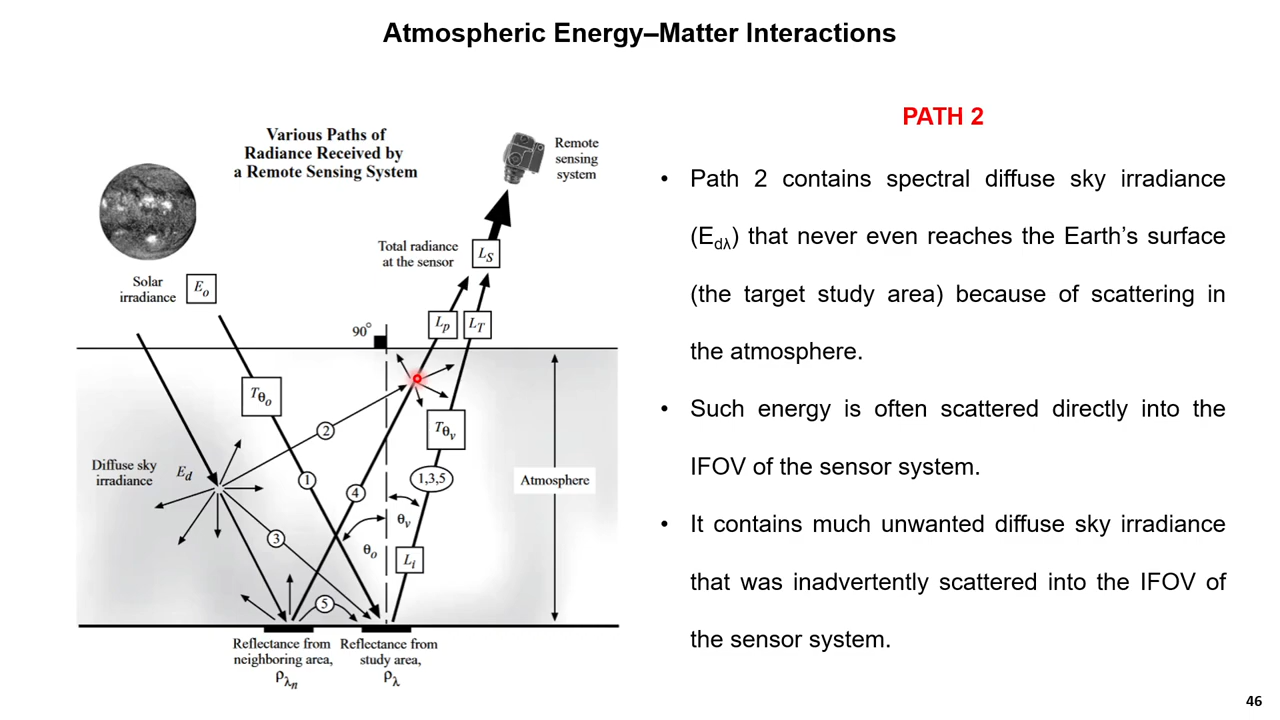 Atmospheric Energy–Matter Interactions
Various Paths of
Radiance Received by
a Remote Sensing System
Remote
sensing
system
Total radiance
at the sensor
L_S
Solar
irradiance
E_o
90°
L_p
L_T
T_θo
T_θv
Diffuse sky
irradiance
E_d
2
1
4
1,3,5
Atmosphere
3
θ_v
θ_o
L_i
5
Reflectance from
neighboring area,
ρ_λn
Reflectance from
study area,
ρ_λ
PATH 2
• Path 2 contains spectral diffuse sky irradiance
(E_dλ) that never even reaches the Earth’s surface
(the target study area) because of scattering in
the atmosphere.
• Such energy is often scattered directly into the
IFOV of the sensor system.
• It contains much unwanted diffuse sky irradiance
that was inadvertently scattered into the IFOV of
the sensor system.
46